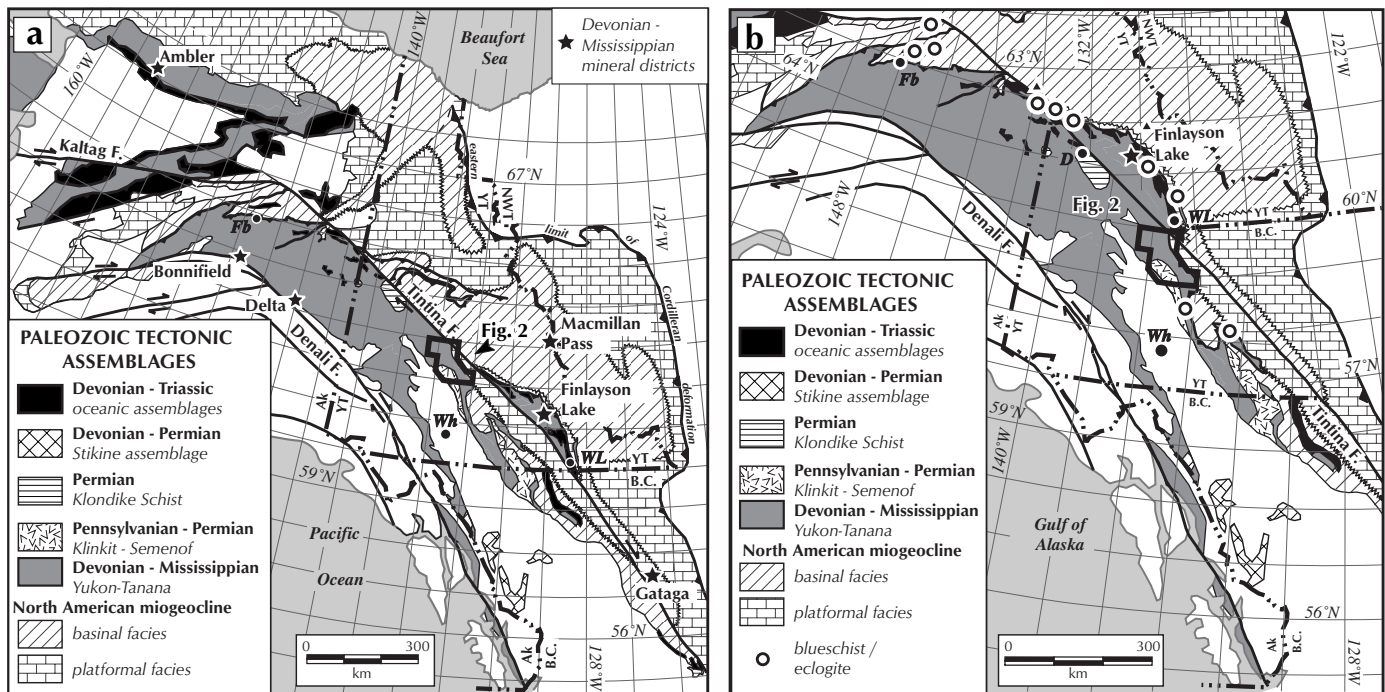 a
Ambler
160˚W
140˚W
Beaufort
Sea
Devonian -
Mississippian
mineral districts
Kaltag F.
eastern
YT
NWT
67˚N
limit
of
124˚W
Cordilleran
deformation
Fb
Bonnifield
Delta
Denali F.
Tintina F.
Fig. 2
Macmillan
Pass
Finlayson
Lake
Ak
YT
Wh
WL
YT
B.C.
59˚N
Pacific
Ocean
Gataga
56˚N
Ak
B.C.
128˚W
PALEOZOIC TECTONIC
ASSEMBLAGES
Devonian - Triassic
oceanic assemblages
Devonian - Permian
Stikine assemblage
Permian
Klondike Schist
Pennsylvanian - Permian
Klinkit - Semenof
Devonian - Mississippian
Yukon-Tanana
North American miogeocline
basinal facies
platformal facies
0 300
km
b
64˚N
Fb
63˚N
132˚W
YT
NWT
122˚W
Finlayson
Lake
D
148˚W
Fig. 2
60˚N
WL
YT
B.C.
Denali F.
Ak
YT
Wh
57˚N
YT
B.C.
59˚N
140˚W
Tintina F.
Gulf of
Alaska
56˚N
Ak
B.C.
128˚W
PALEOZOIC TECTONIC
ASSEMBLAGES
Devonian - Triassic
oceanic assemblages
Devonian - Permian
Stikine assemblage
Permian
Klondike Schist
Pennsylvanian - Permian
Klinkit - Semenof
Devonian - Mississippian
Yukon-Tanana
North American miogeocline
basinal facies
platformal facies
blueschist /
eclogite
0 300
km